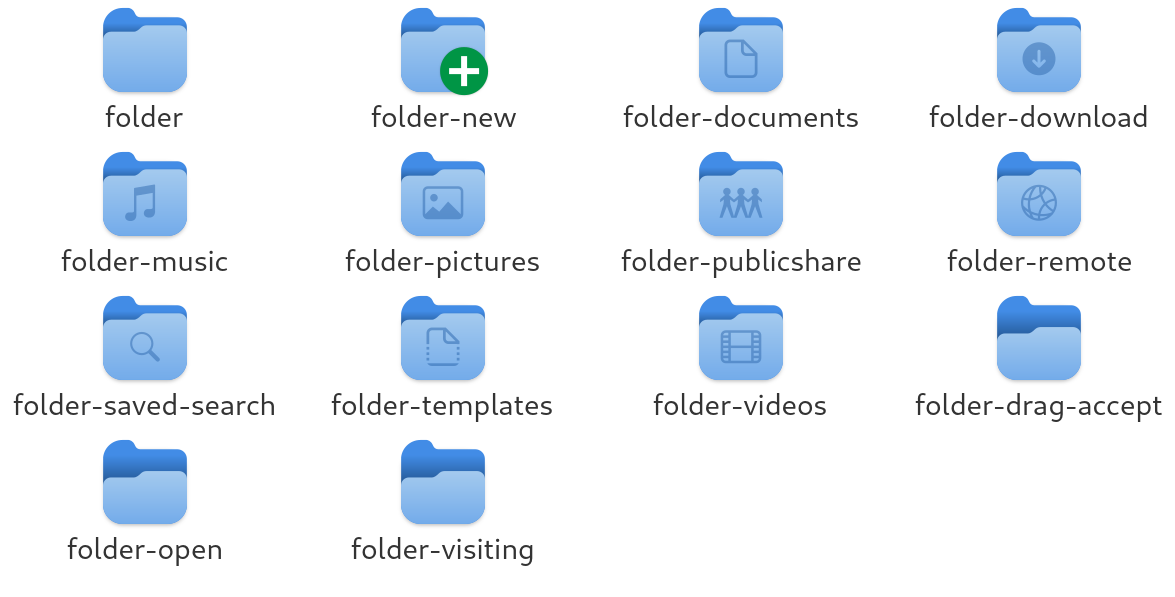 folder
folder-new
folder-documents
folder-download
folder-music
folder-pictures
folder-publicshare
folder-remote
folder-saved-search
folder-templates
folder-videos
folder-drag-accept
folder-open
folder-visiting